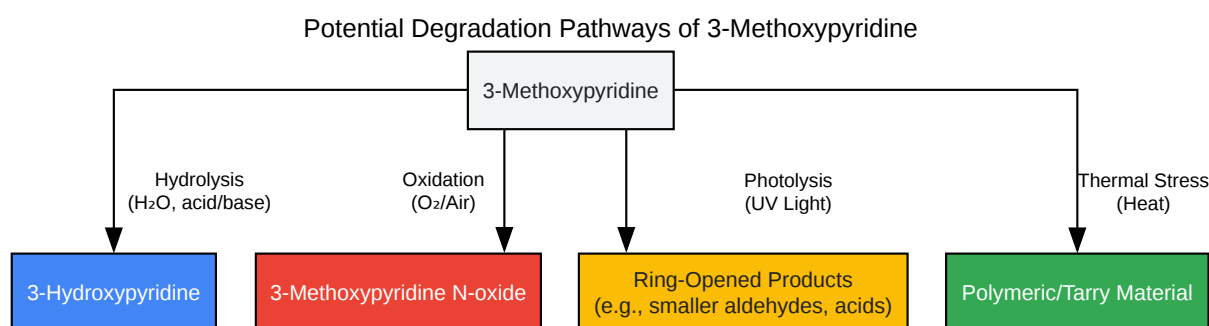 Potential Degradation Pathways of 3-Methoxypyridine
3-Methoxypyridine
Hydrolysis
(H₂O, acid/base)
Oxidation
(O₂/Air)
Photolysis
(UV Light)
Thermal Stress
(Heat)
3-Hydroxypyridine
3-Methoxypyridine N-oxide
Ring-Opened Products
(e.g., smaller aldehydes, acids)
Polymeric/Tarry Material